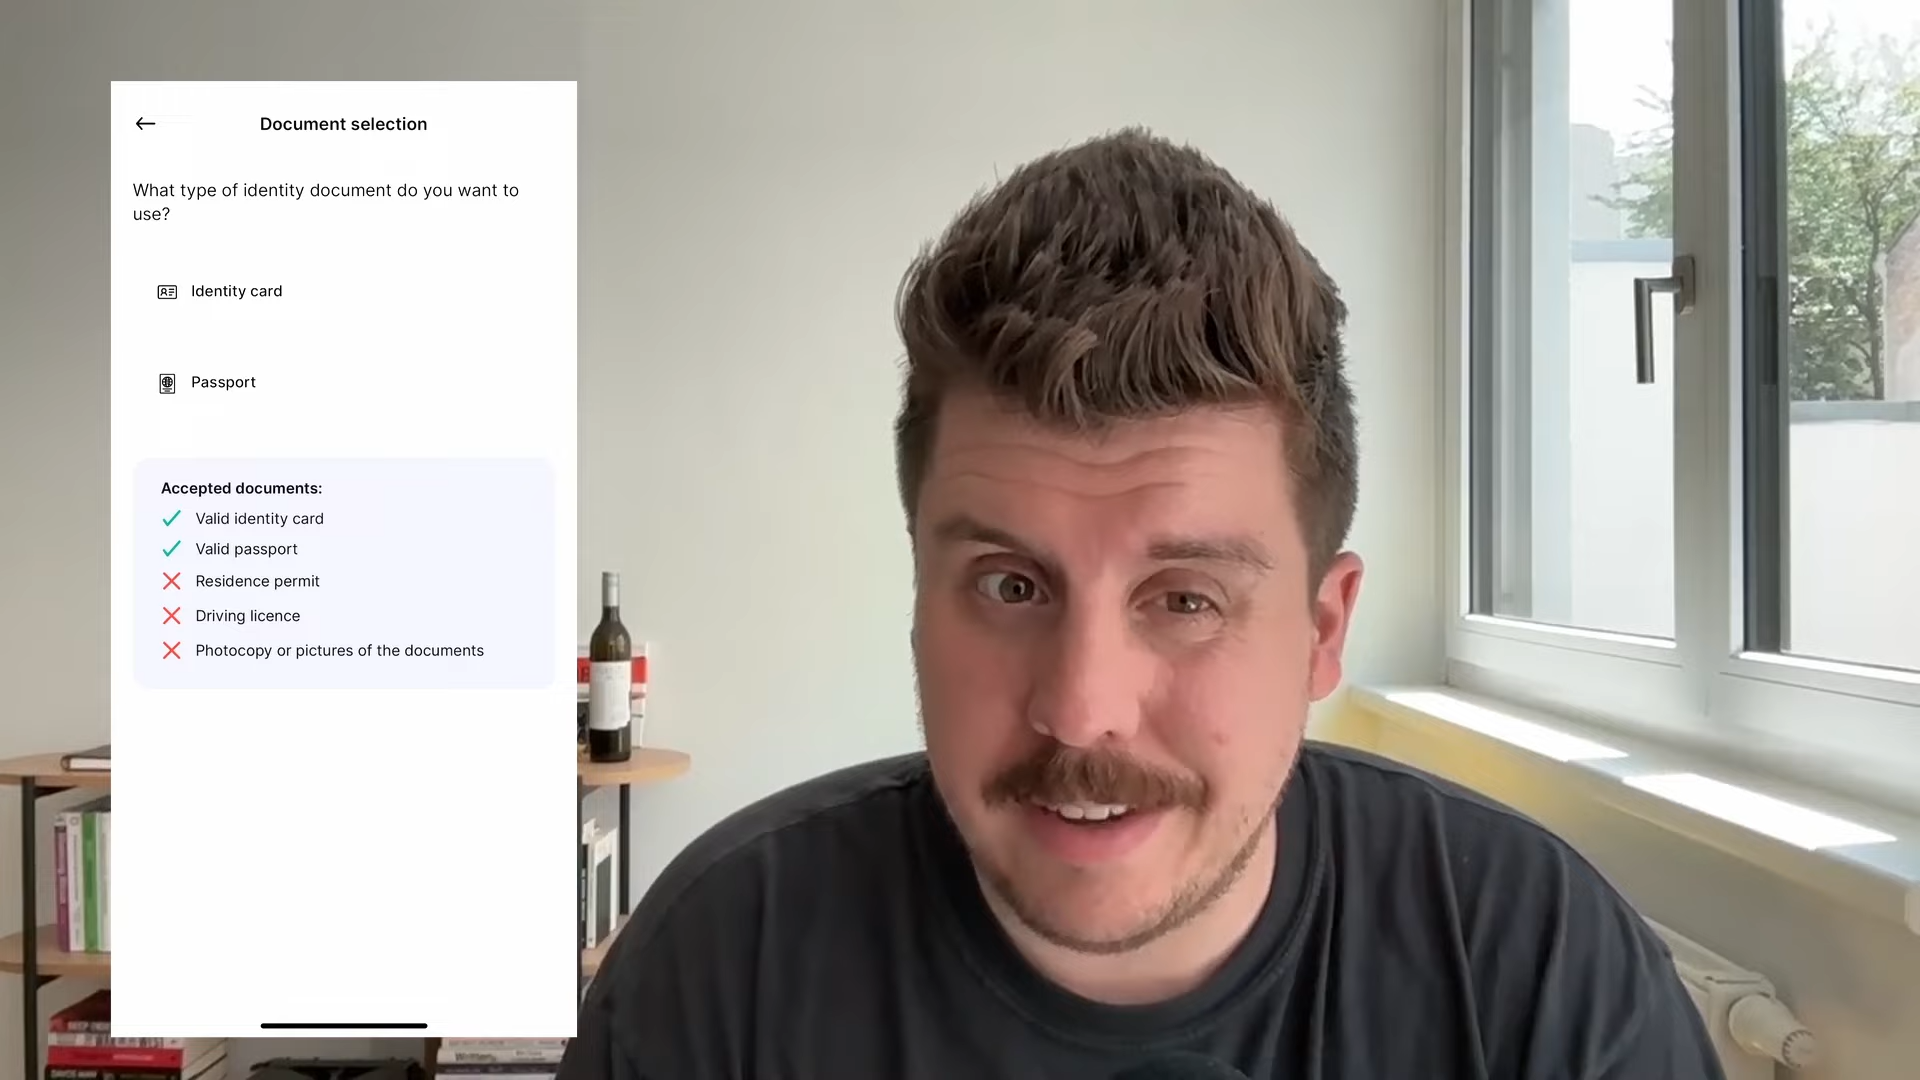 Document selection
What type of identity document do you want to
use?
Identity card
Passport
Accepted documents:
Valid identity card
Valid passport
Residence permit
Driving licence
Photocopy or pictures of the documents